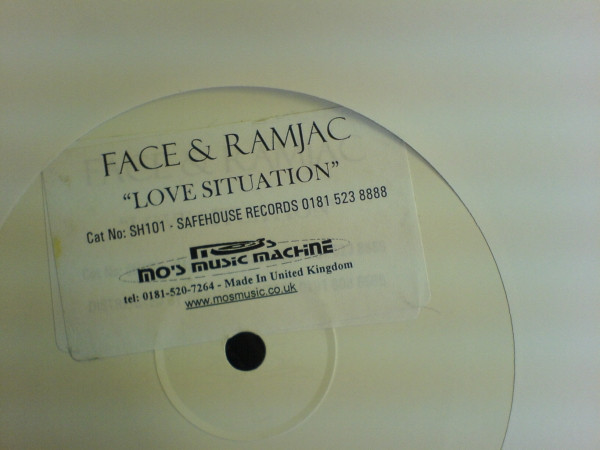 FACE & RAMJAC
"LOVE SITUATION"
Cat No: SH101 - SAFEHOUSE RECORDS 0181 523 8888
MO'S MUSIC MACHINE
tel: 0181-520-7264 - Made In United Kingdom
www.mosmusic.co.uk